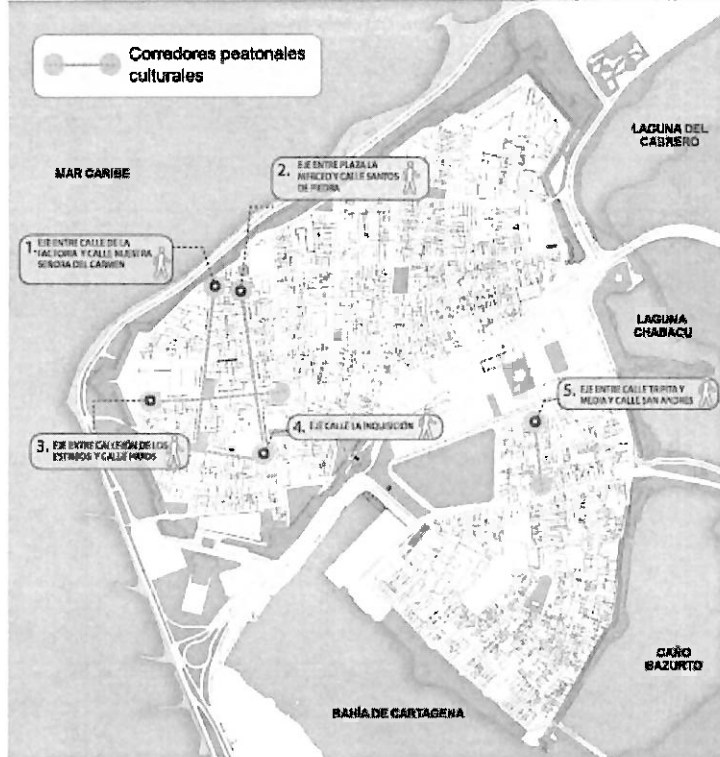 Corredores peatonales
culturales
MAR CARIBE
LAGUNA DEL
CABRERO
2. EJE ENTRE PLAZA LA
MERCED Y CALLE SANTOS
DE PIEDRA
1. EJE ENTRE CALLE DE LA
FACTORIA Y CALLE NUESTRA
SEÑORA DEL CARMEN
LAGUNA
CHABACU
5. EJE ENTRE CALLE TRIPITA Y
MEDIA Y CALLE SAN ANDRES
3. EJE ENTRE CALLEJÓN DE LOS
ESTRIBOS Y CALLE
4. EJE CALLE LA INQUISICIÓN
CAÑO
BAZURTO
BAHÍA DE CARTAGENA